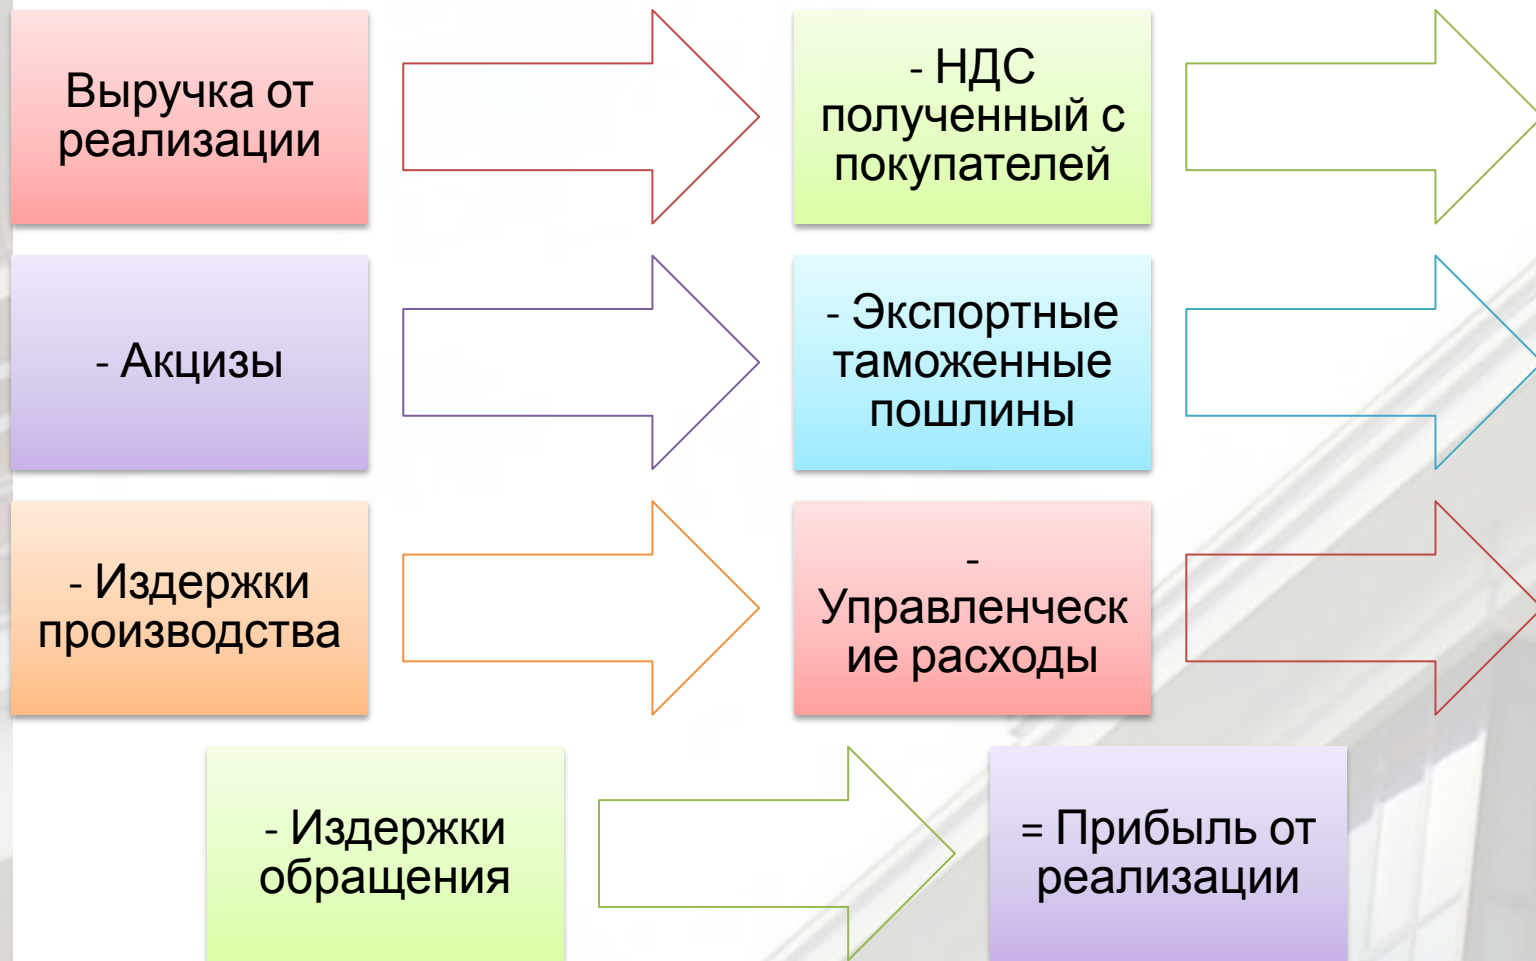 Выручка от
реализации
- НДС
полученный с
покупателей
- Акцизы
- Экспортные
таможенные
пошлины
- Издержки
производства
-
Управленческ
ие расходы
- Издержки
обращения
= Прибыль от
реализации